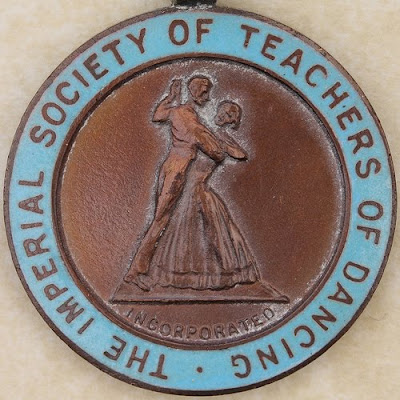 THE IMPERIAL SOCIETY OF TEACHERS OF DANCING ·
INCORPORATED